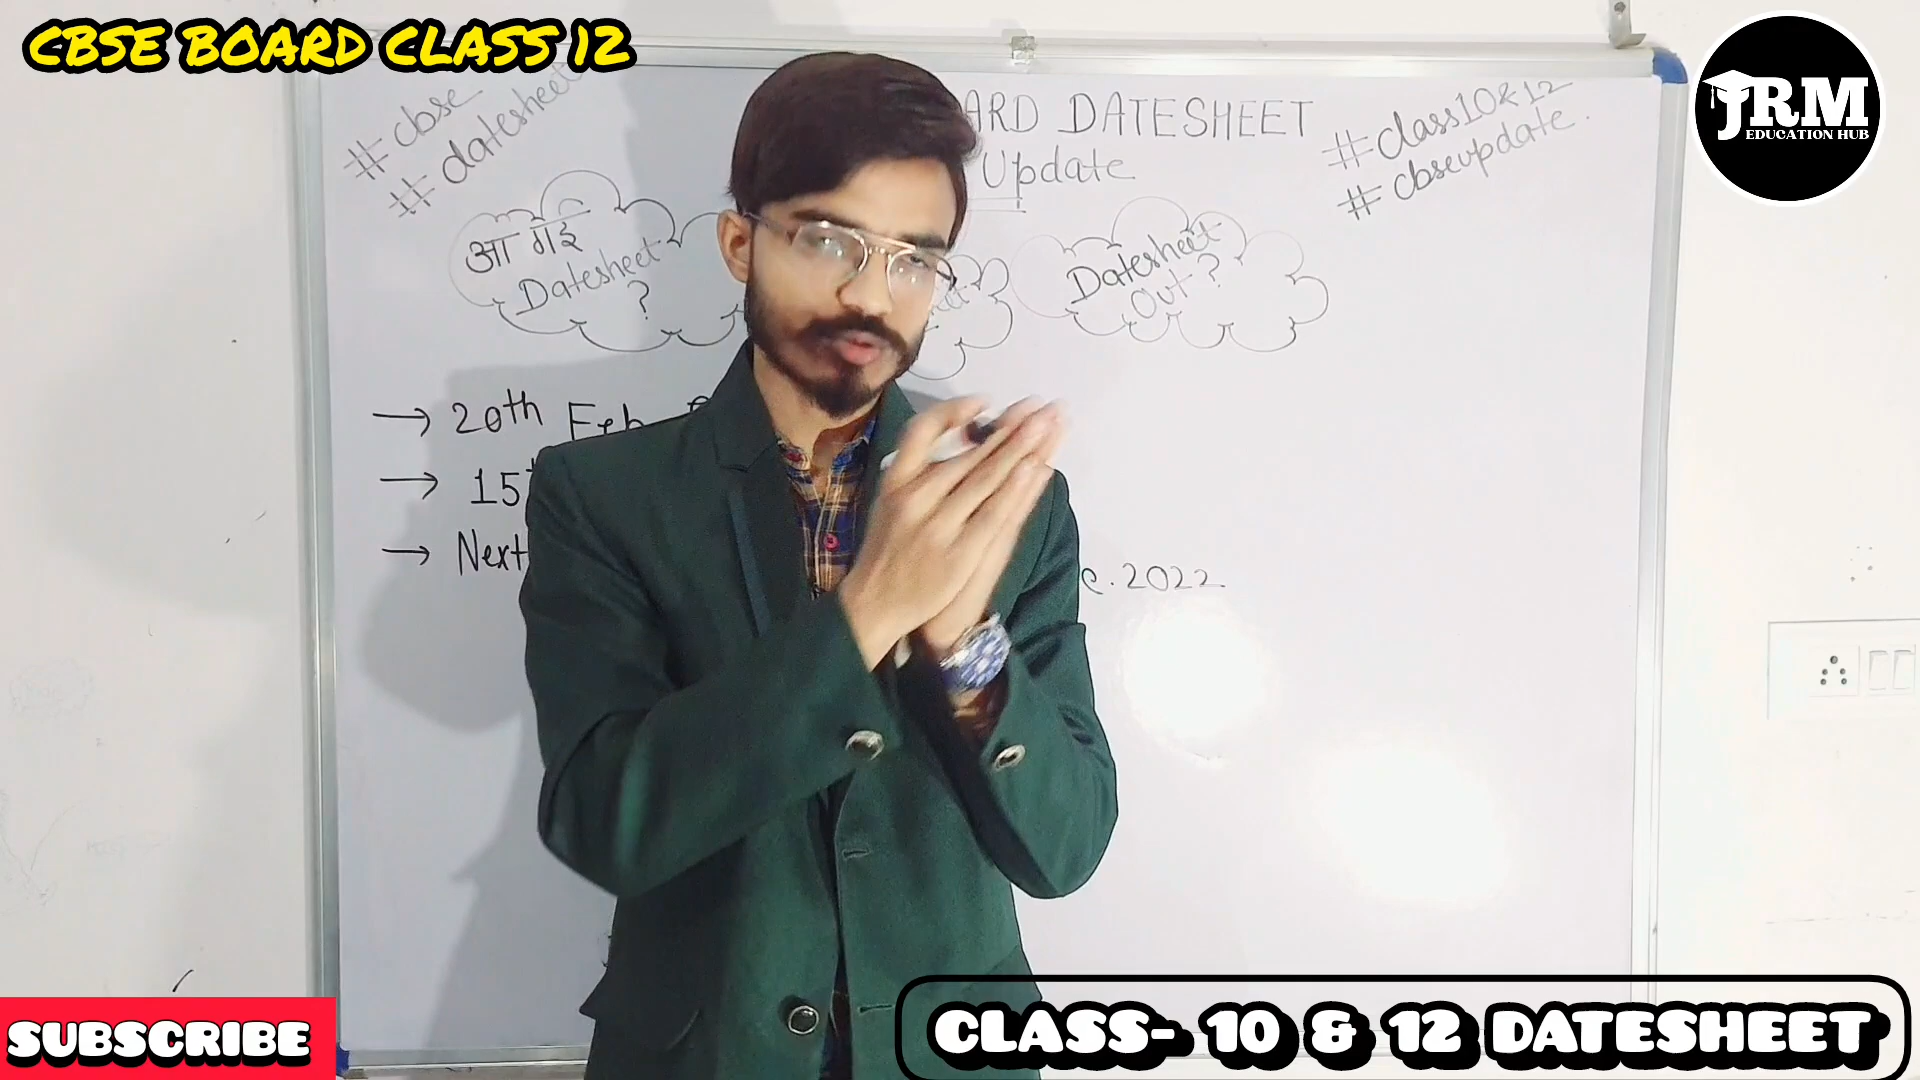 CBSE BOARD CLASS 12
JRM
EDUCATION HUB
#cbse
#datesheet
ARD DATESHEET
Update
#class10&12
#cbseupdate.
आ गई
Datesheet
?
Datesheet
Out ?
→ 20th Feb
→ 15
→ Next
. 2022
SUBSCRIBE
CLASS- 10 & 12 DATESHEET